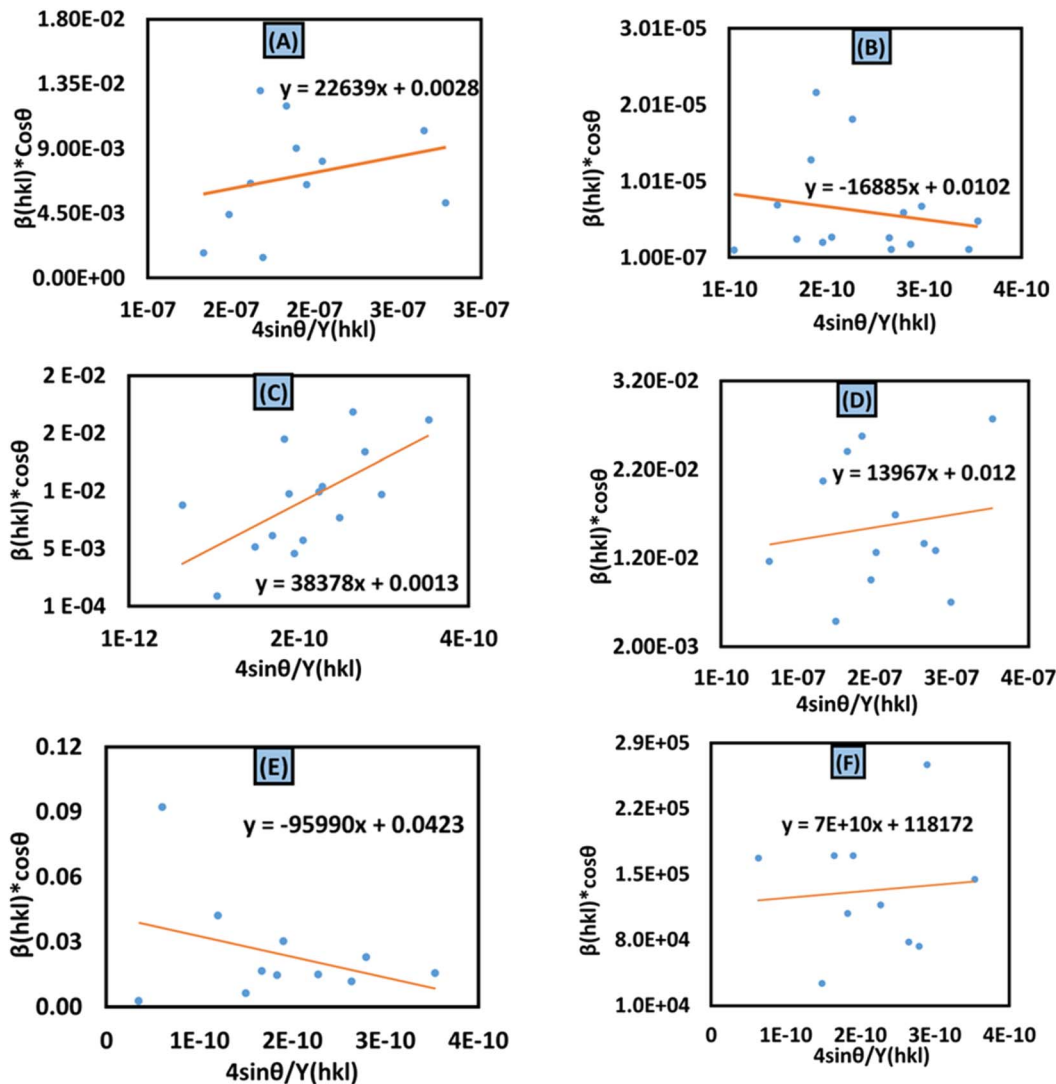 (A)
1.80E-02
1.35E-02
9.00E-03
4.50E-03
0.00E+00
β(hkl)*Cosθ
y = 22639x + 0.0028
1E-07 2E-07 2E-07 3E-07 3E-07
4sinθ/Y(hkl)
(B)
3.01E-05
2.01E-05
1.01E-05
1.00E-07
β(hkl)*cosθ
y = -16885x + 0.0102
1E-10 2E-10 3E-10 4E-10
4sinθ/Y(hkl)
(C)
2 E-02
2 E-02
1 E-02
5 E-03
1 E-04
β(hkl)*cosθ
y = 38378x + 0.0013
1E-12 2E-10 4E-10
4sinθ/Y(hkl)
(D)
3.20E-02
2.20E-02
1.20E-02
2.00E-03
β(hkl)*cosθ
y = 13967x + 0.012
1E-10 1E-07 2E-07 3E-07 4E-07
4sinθ/Y(hkl)
(E)
0.12
0.09
0.06
0.03
0.00
β(hkl)*cosθ
y = -95990x + 0.0423
0 1E-10 2E-10 3E-10 4E-10
4sinθ/Y(hkl)
(F)
2.9E+05
2.2E+05
1.5E+05
8.0E+04
1.0E+04
β(hkl)*cosθ
y = 7E+10x + 118172
0 1E-10 2E-10 3E-10 4E-10
4sinθ/Y(hkl)